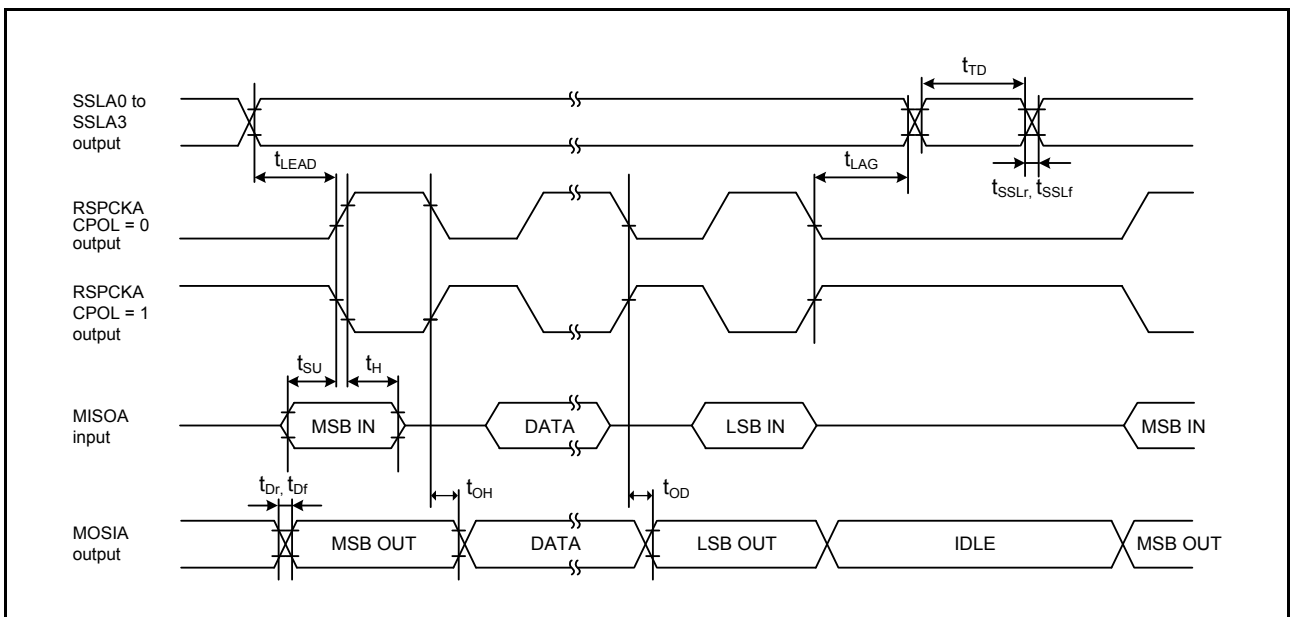 SSLA0 to
SSLA3
output
tTD
tLEAD
tLAG
tSSLr, tSSLf
RSPCKA
CPOL = 0
output
RSPCKA
CPOL = 1
output
tSU
tH
MISOA
input
MSB IN
DATA
LSB IN
MSB IN
tDr, tDf
tOH
tOD
MOSIA
output
MSB OUT
DATA
LSB OUT
IDLE
MSB OUT